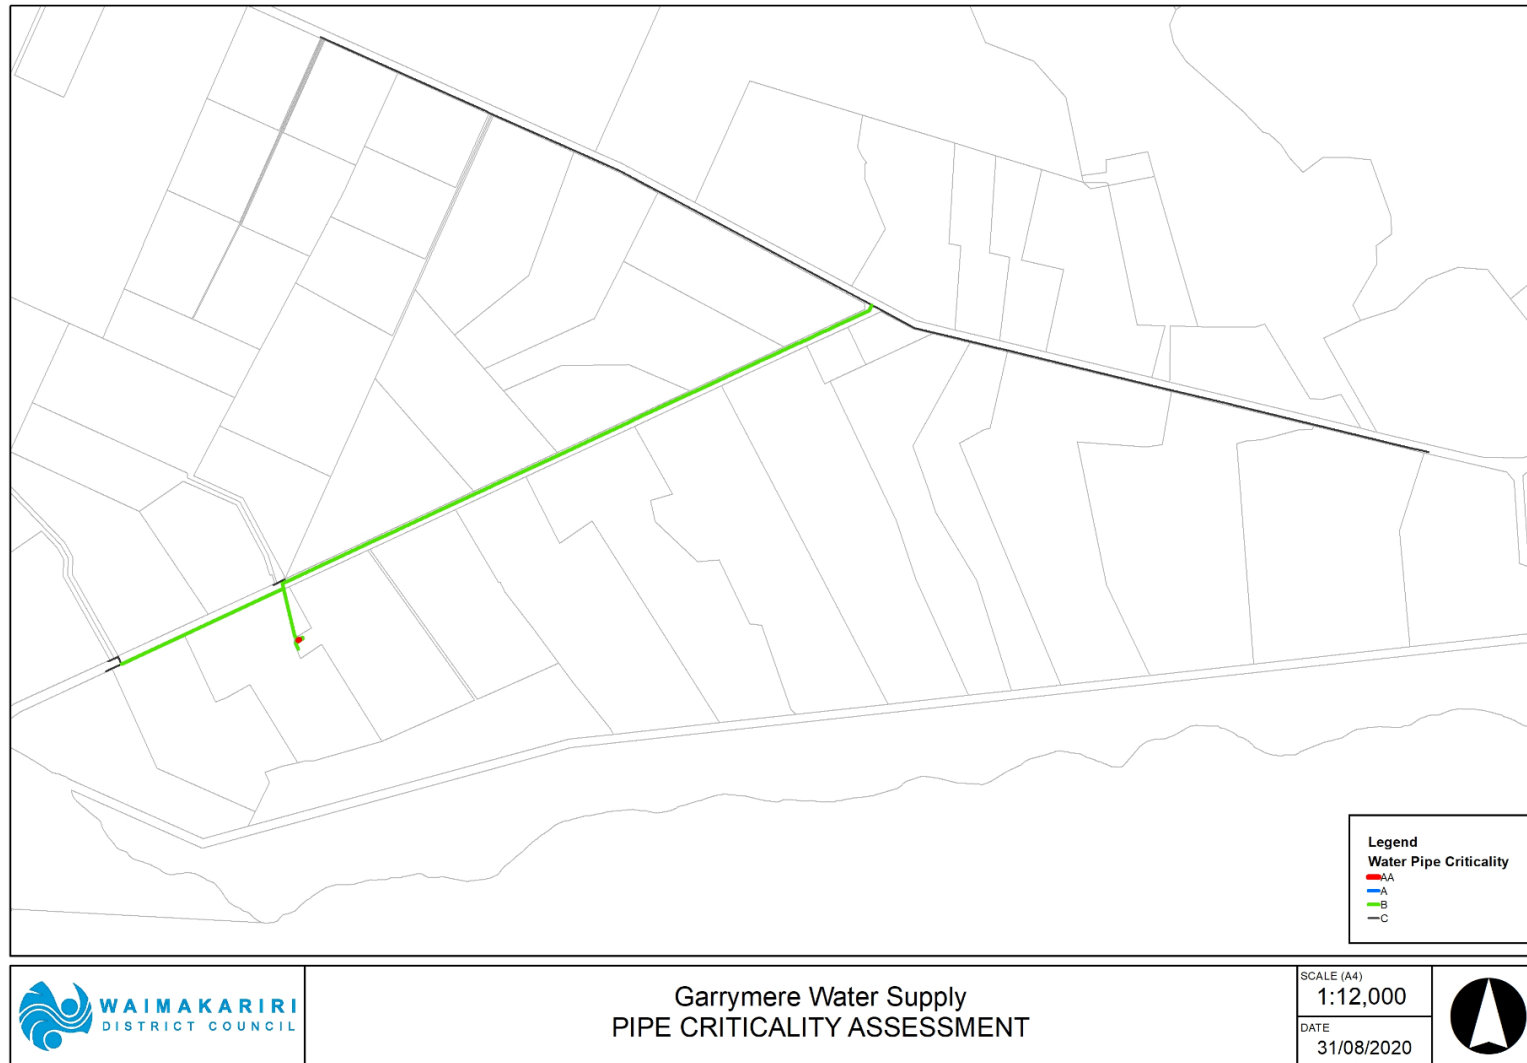 Legend
Water Pipe Criticality
AA
A
B
C
WAIMAKARIRI
DISTRICT COUNCIL
Garrymere Water Supply
PIPE CRITICALITY ASSESSMENT
SCALE (A4)
1:12,000
DATE
31/08/2020